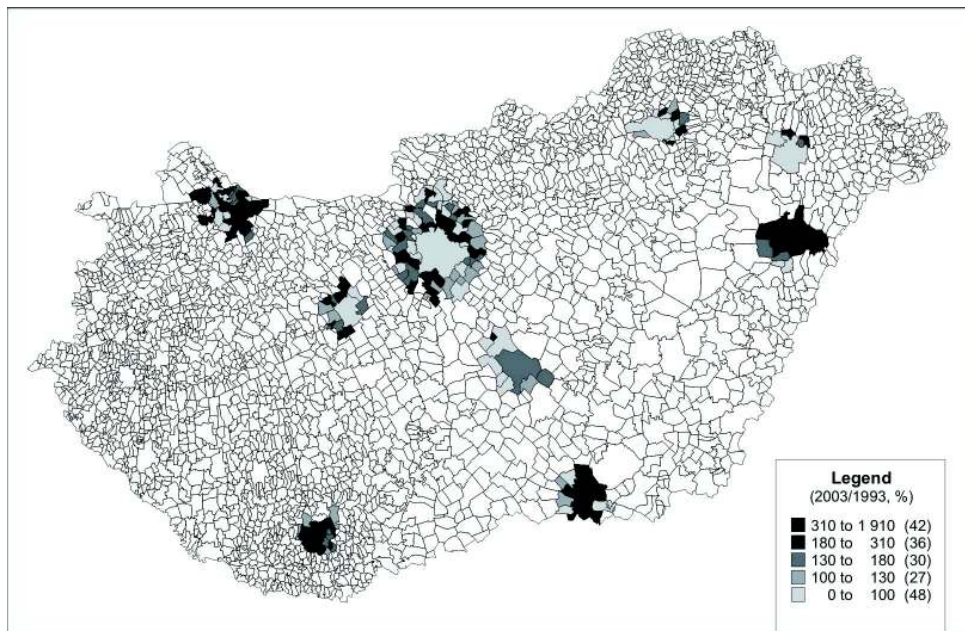 Legend
(2003/1993, %)
310 to 1 910 (42)
180 to 310 (36)
130 to 180 (30)
100 to 130 (27)
0 to 100 (48)